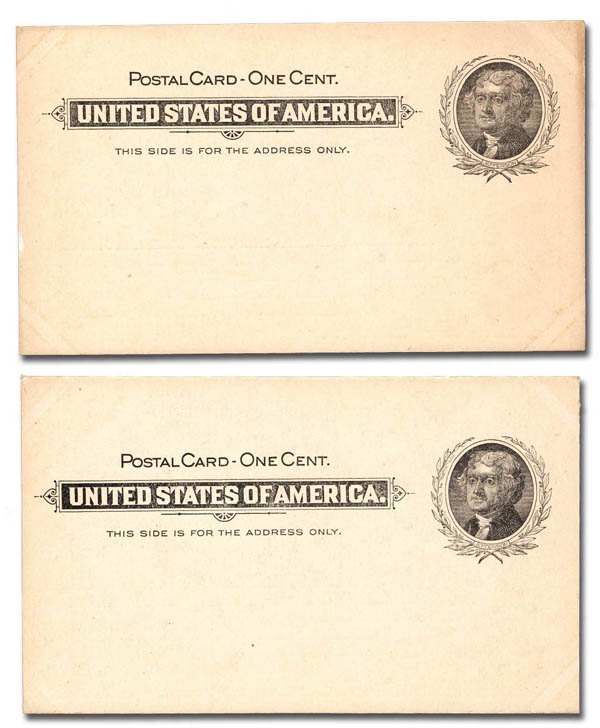 POSTAL CARD - ONE CENT.
UNITED STATES OF AMERICA.
THIS SIDE IS FOR THE ADDRESS ONLY.
JEFFERSON
POSTAL CARD - ONE CENT.
UNITED STATES OF AMERICA.
THIS SIDE IS FOR THE ADDRESS ONLY.